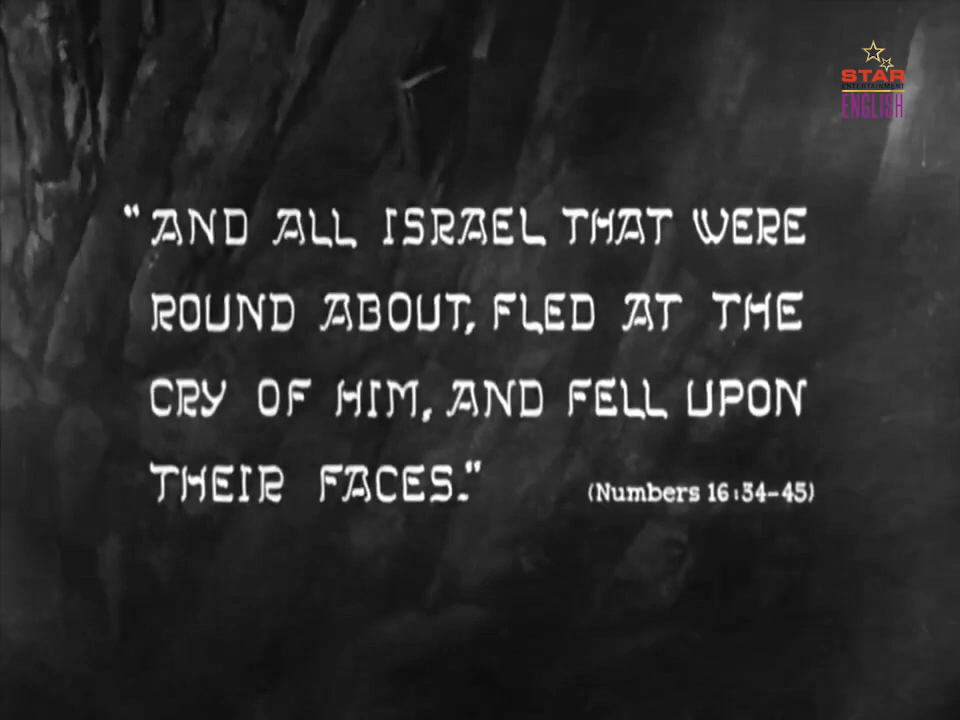 STAR
ENTERTAINMENT
ENGLISH
“AND ALL ISRAEL THAT WERE
ROUND ABOUT, FLED AT THE
CRY OF HIM, AND FELL UPON
THEIR FACES.”
(Numbers 16:34-45)